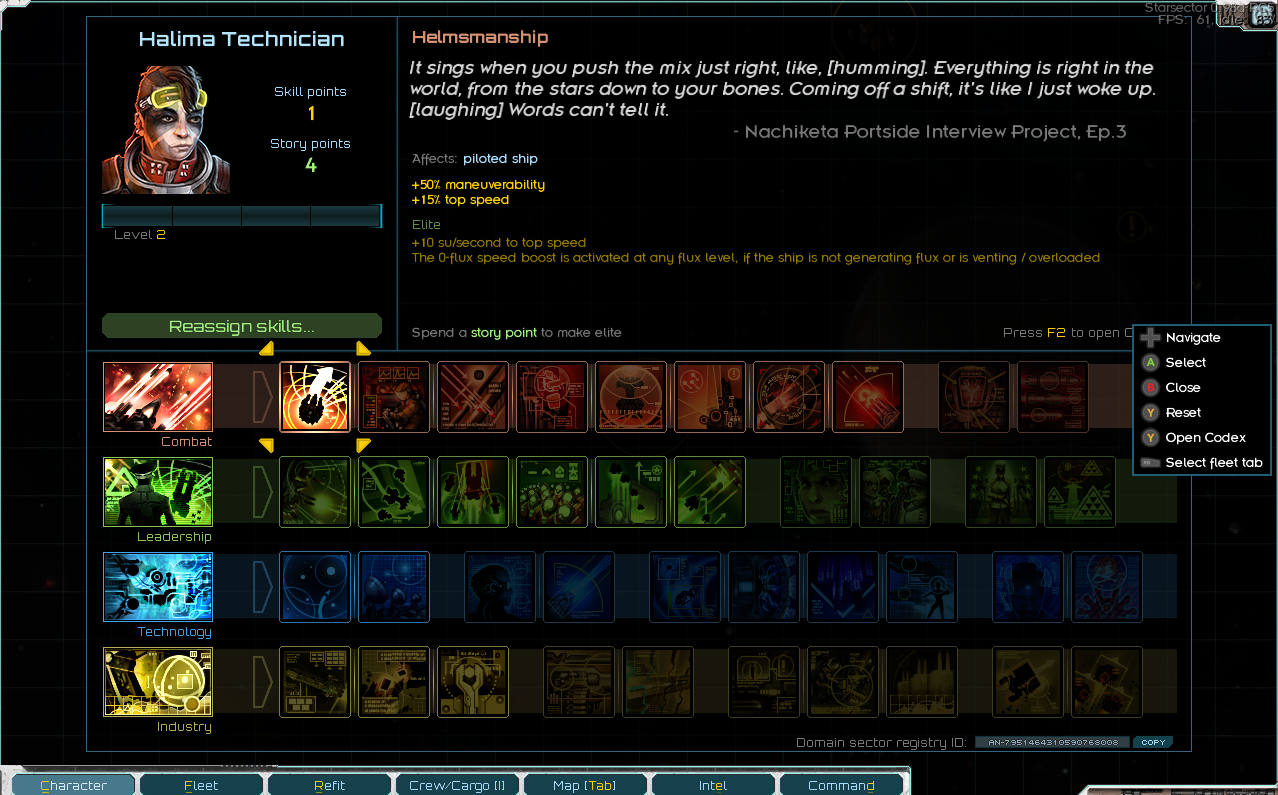 Halima Technician
Skill points
1
Story points
4
Level 2
Reassign skills...
Helmsmanship
It sings when you push the mix just right, like, [humming]. Everything is right in the
world, from the stars down to your bones. Coming off a shift, it's like I just woke up.
[laughing] Words can't tell it.
- Nachiketa Portside Interview Project, Ep.3
Affects: piloted ship
+50% maneuverability
+15% top speed
Elite
+10 su/second to top speed
The 0-flux speed boost is activated at any flux level, if the ship is not generating flux or is venting / overloaded
Spend a story point to make elite
Press F2 to open
Starsector
FPS: 61,
Navigate
A Select
B Close
Y Reset
Y Open Codex
Select fleet tab
Combat
Leadership
Technology
Industry
Domain sector registry ID: AN-7951464310590768008 COPY
Character
Fleet
Refit
Crew/Cargo [I]
Map [Tab]
Intel
Command